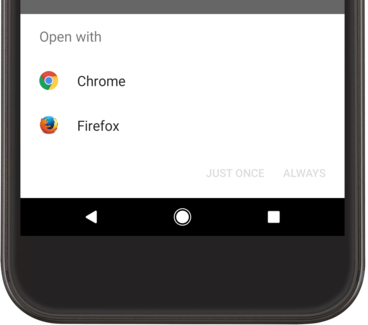 Open with
Chrome
Firefox
JUST ONCE ALWAYS